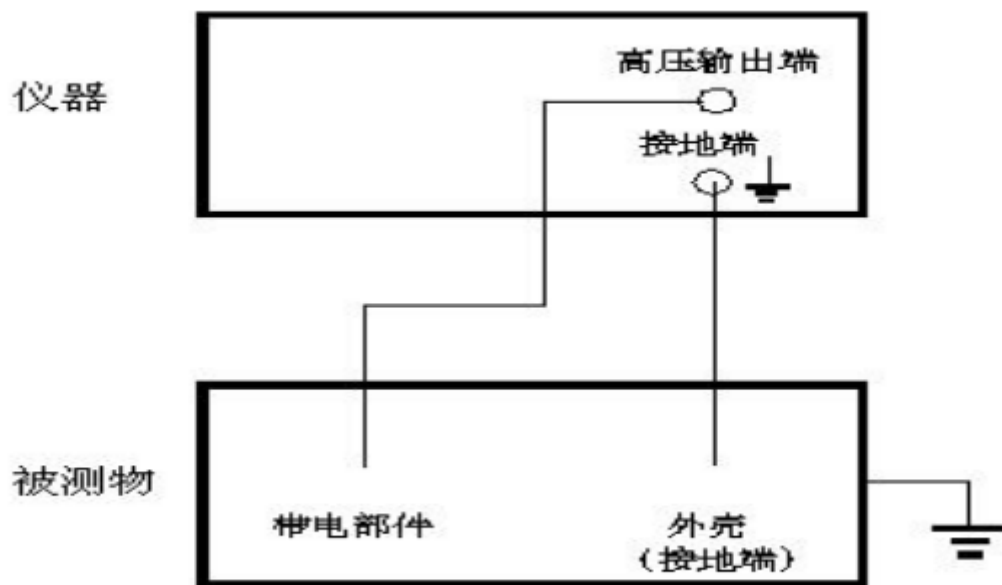 仪器
高压输出端
接地端
被测物
带电部件
外壳
(接地端)